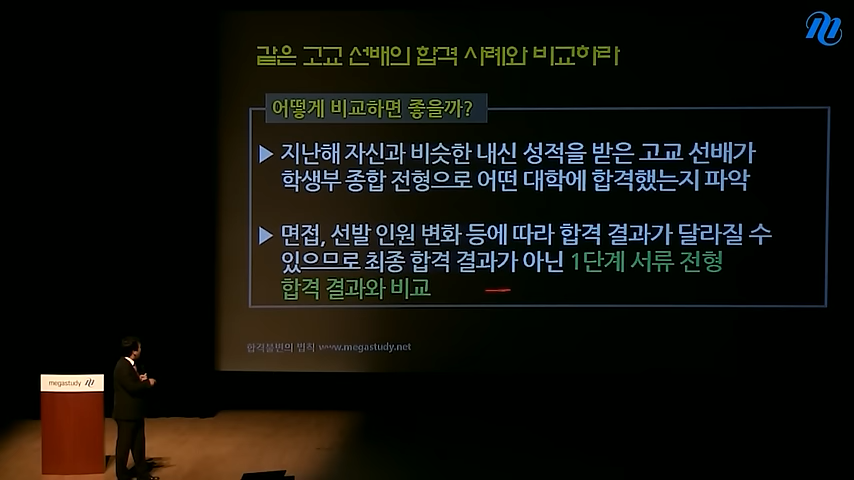 같은 고교 선배의 합격 사례와 비교하라
어떻게 비교하면 좋을까?
▶ 지난해 자신과 비슷한 내신 성적을 받은 고교 선배가
학생부 종합 전형으로 어떤 대학에 합격했는지 파악
▶ 면접, 선발 인원 변화 등에 따라 합격 결과가 달라질 수
있으므로 최종 합격 결과가 아닌 1단계 서류 전형
합격 결과와 비교
합격불변의 법칙 www.megastudy.net
megastudy